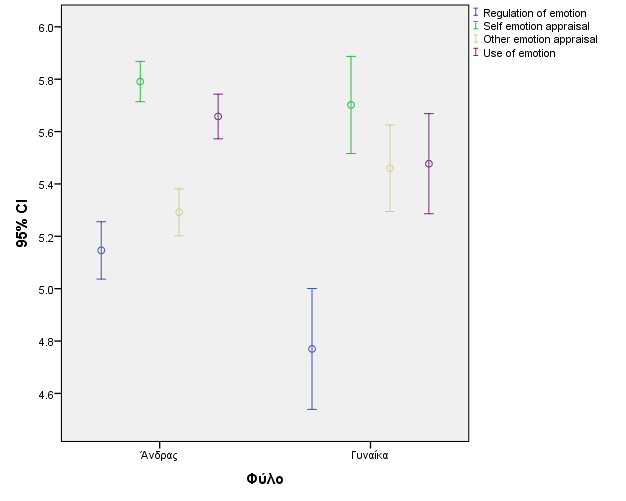 Regulation of emotion
Self emotion appraisal
Other emotion appraisal
Use of emotion
95% CI
6.0
5.8
5.6
5.4
5.2
5.0
4.8
4.6
Άνδρας
Γυναίκα
Φύλο